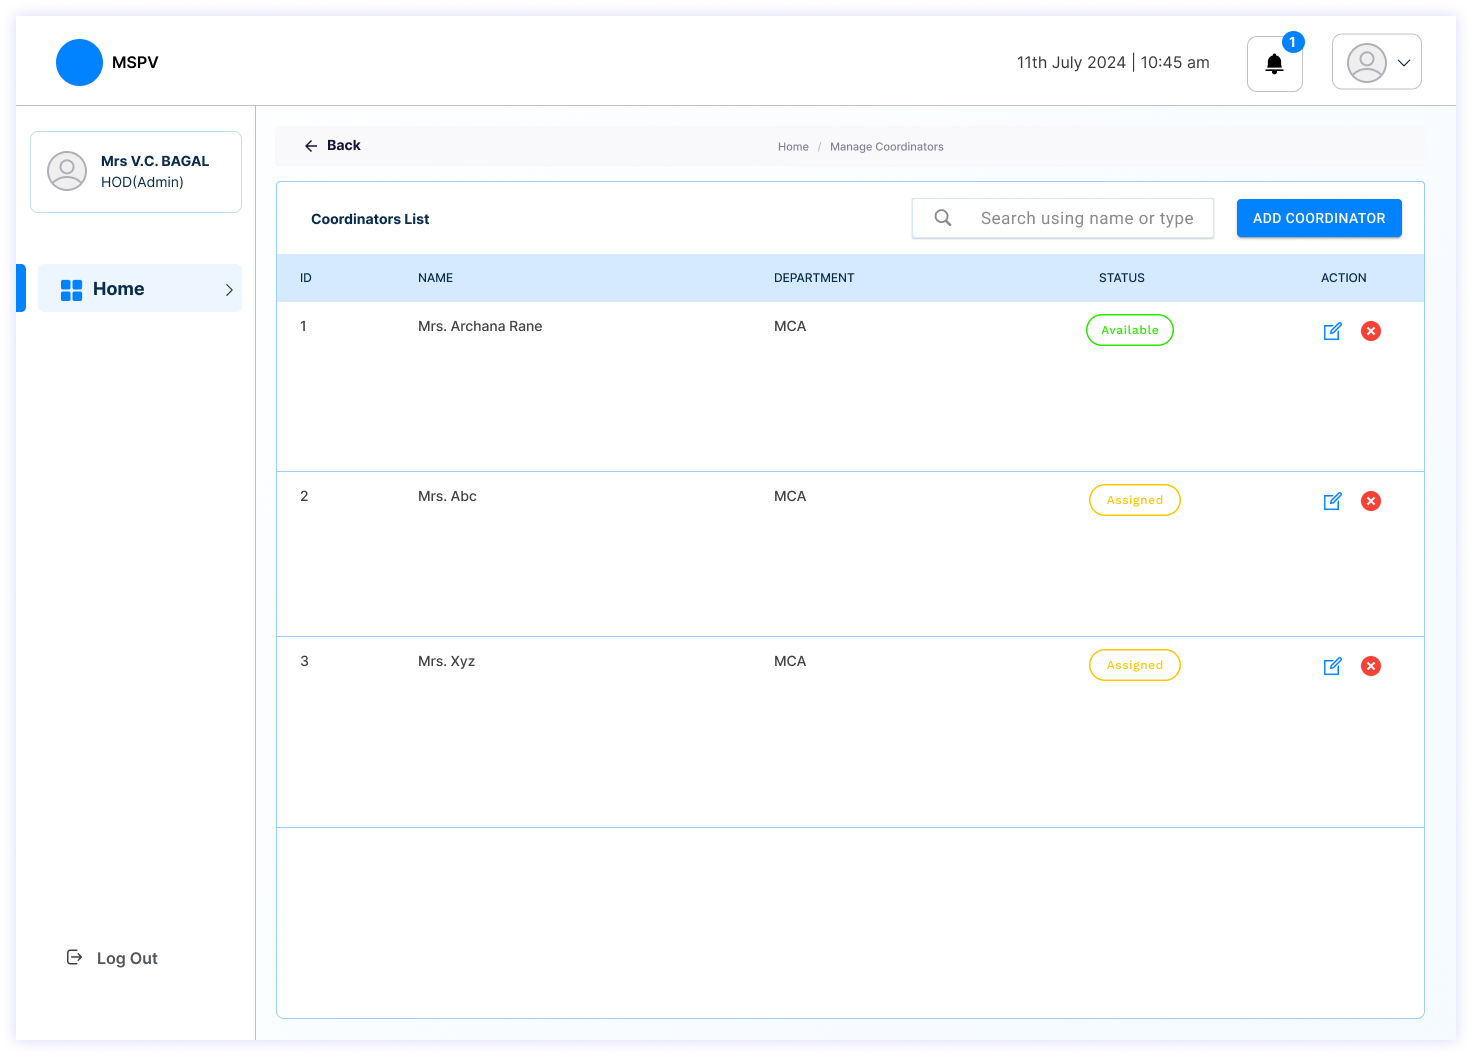 MSPV
11th July 2024 | 10:45 am
1
Mrs V.C. BAGAL
HOD(Admin)
Home
Log Out
Back
Home / Manage Coordinators
Coordinators List
Search using name or type
ADD COORDINATOR
ID NAME DEPARTMENT STATUS ACTION
1 Mrs. Archana Rane MCA Available
2 Mrs. Abc MCA Assigned
3 Mrs. Xyz MCA Assigned